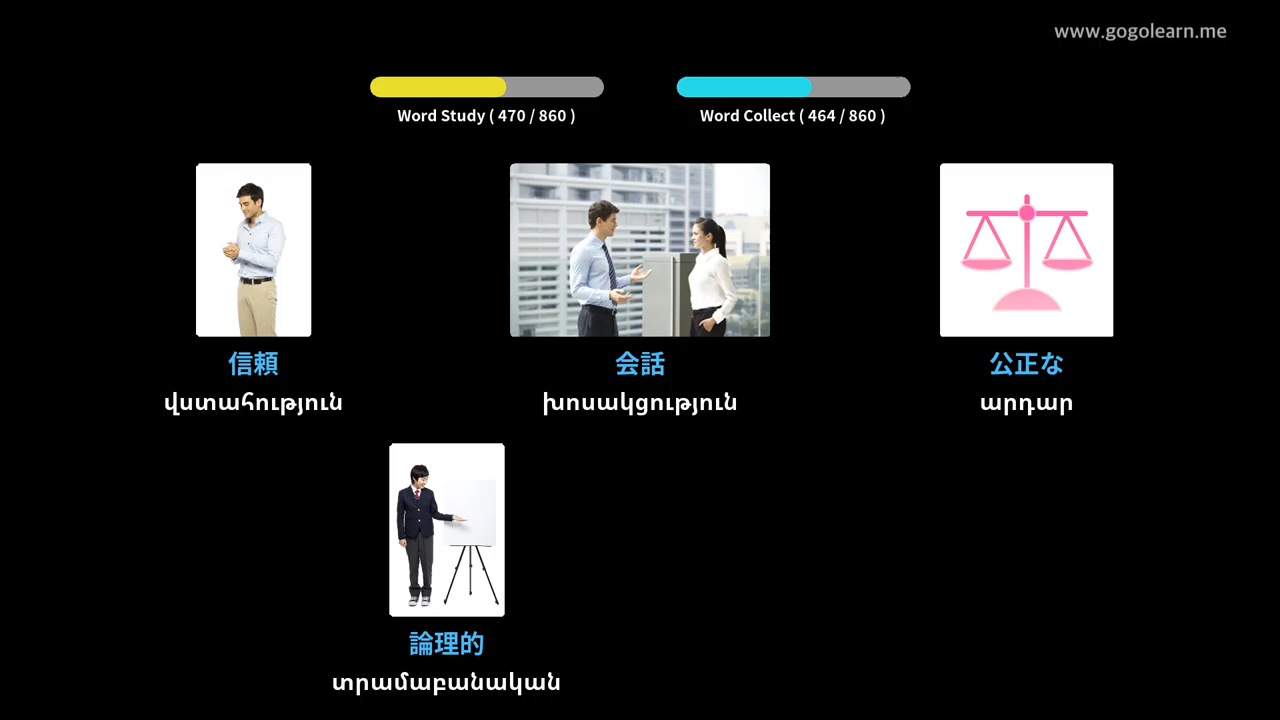 www.gogolearn.me
Word Study ( 470 / 860 )
Word Collect ( 464 / 860 )
信頼
վստահություն
会話
խոսակցություն
公正な
արդար
論理的
տրամաբանական